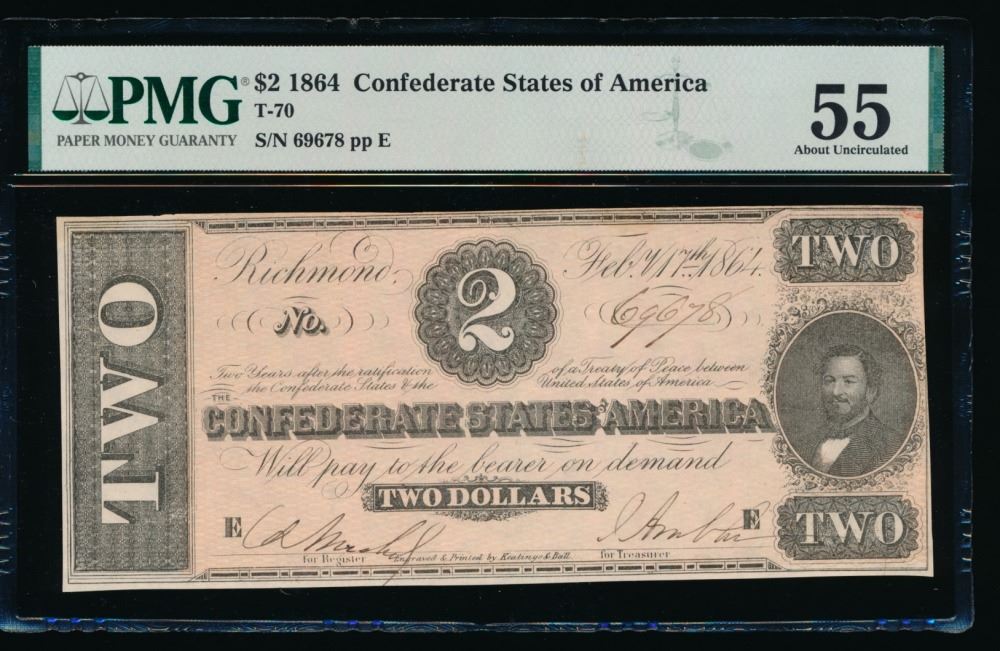 PMG®
PAPER MONEY GUARANTY
$2 1864 Confederate States of America
T-70
S/N 69678 pp E
55
About Uncirculated
TWO
Richmond,
2
Feb.y 17th 1864.
TWO
No.
69678
Two Years after the ratification of a Treaty of Peace between
the Confederate States & the United States of America
THE
CONFEDERATE STATES OF AMERICA
Will pay to the bearer on demand
TWO DOLLARS
E
E
TWO
for Register
Engraved & Printed by Keatinge & Ball.
for Treasurer